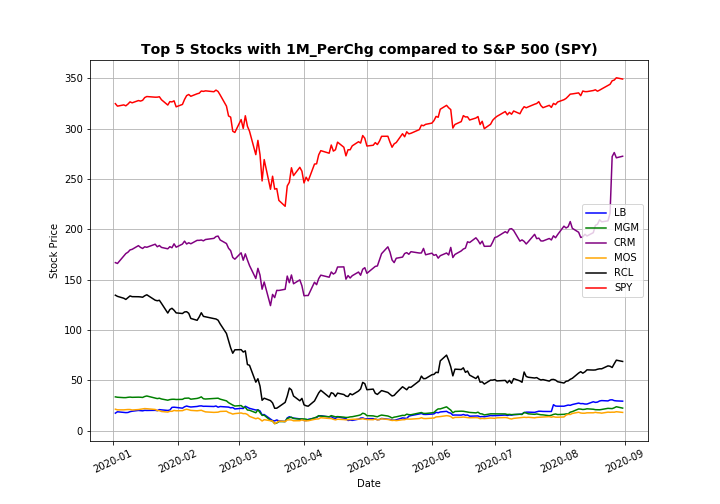 Top 5 Stocks with 1M_PerChg compared to S&P 500 (SPY)
350
300
250
200
150
100
50
0
Stock Price
LB
MGM
CRM
MOS
RCL
SPY
2020-01
2020-02
2020-03
2020-04
2020-05
2020-06
2020-07
2020-08
2020-09
Date